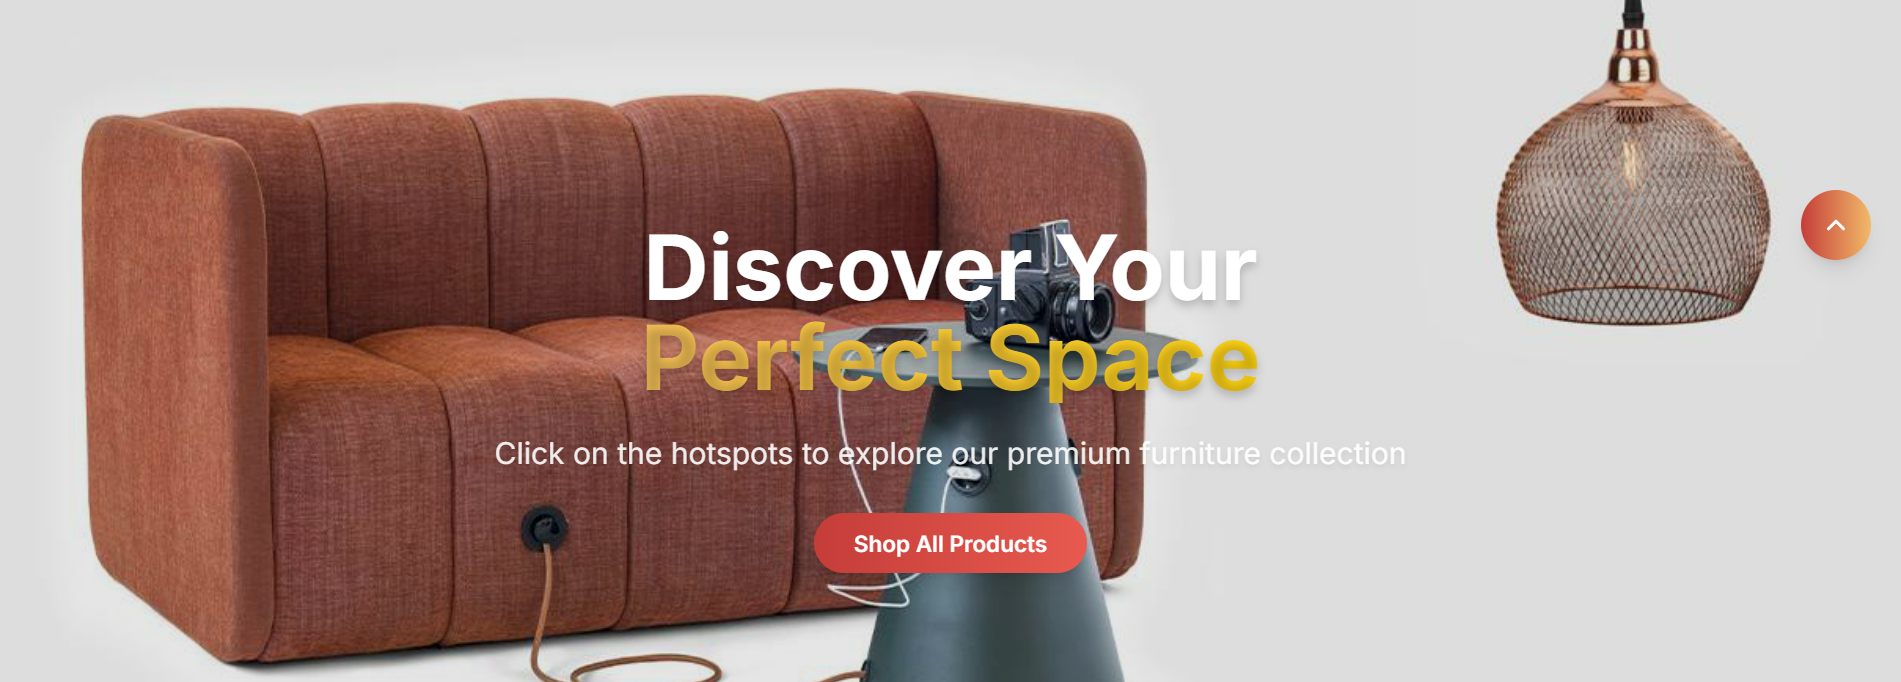 Discover Your
Perfect Space
Click on the hotspots to explore our premium furniture collection
Shop All Products